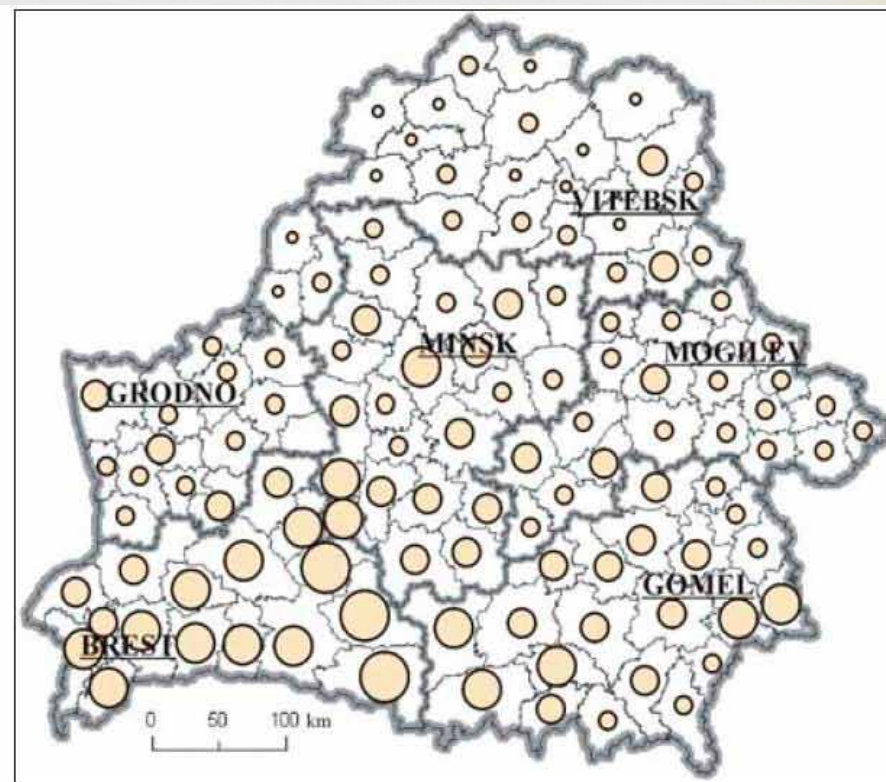 VITEBSK
MINSK
MOGILEV
GRODNO
GOMEL
BREST
0 50 100 km